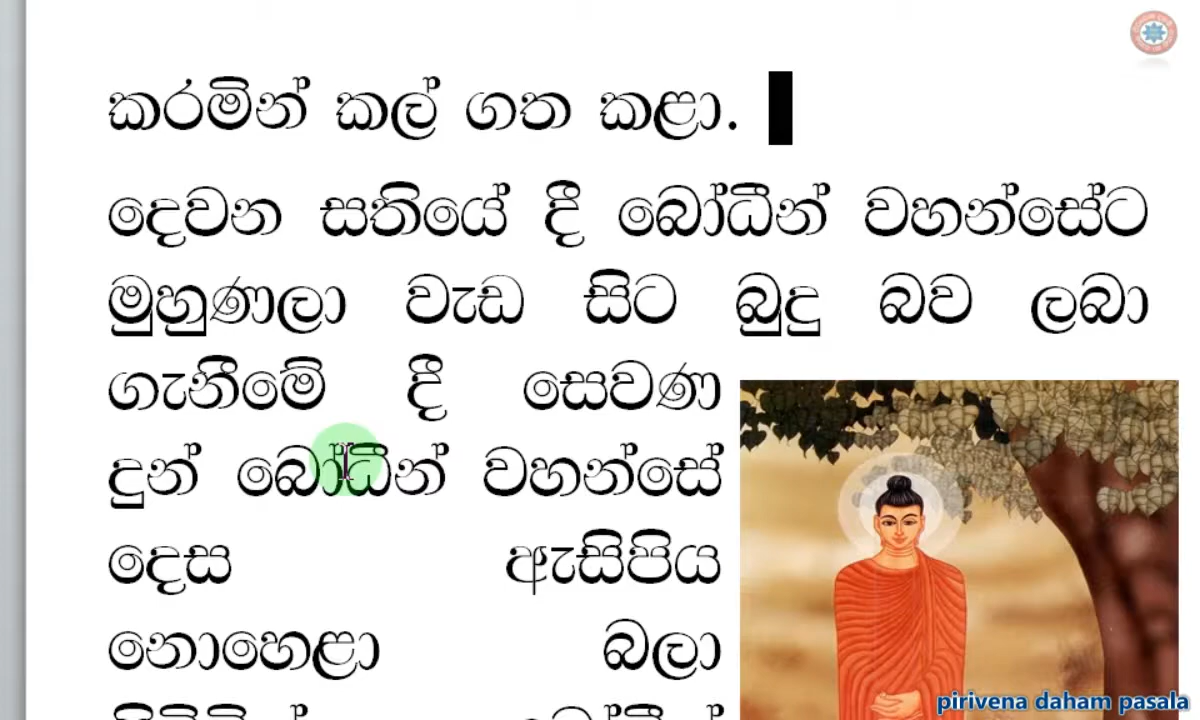 කරමින් කල් ගත කළා.
දෙවන සතියේ දී බෝධීන් වහන්සේට
මුහුණලා වැඩ සිට බුදු බව ලබා
ගැනීමේ දී සෙවණ
දුන් බෝධීන් වහන්සේ
දෙස ඇසිපිය
නොහෙළා බලා
pirivena daham pasala